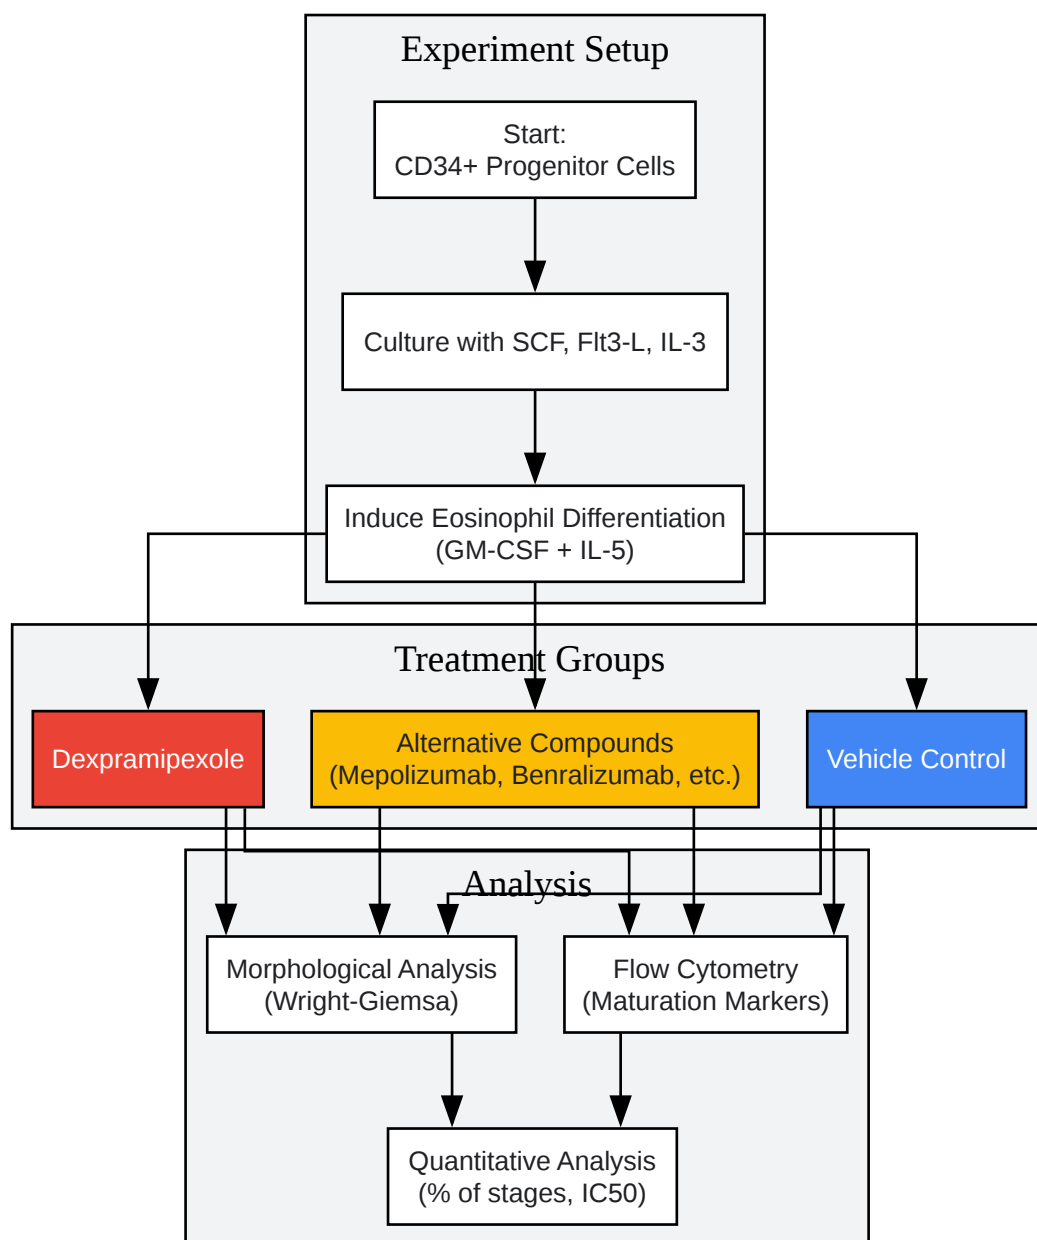 Experiment Setup
Start:
CD34+ Progenitor Cells
Culture with SCF, Flt3-L, IL-3
Induce Eosinophil Differentiation
(GM-CSF + IL-5)
Treatment Groups
Dexpramipexole
Alternative Compounds
(Mepolizumab, Benralizumab, etc.)
Vehicle Control
Analysis
Morphological Analysis
(Wright-Giemsa)
Flow Cytometry
(Maturation Markers)
Quantitative Analysis
(% of stages, IC50)